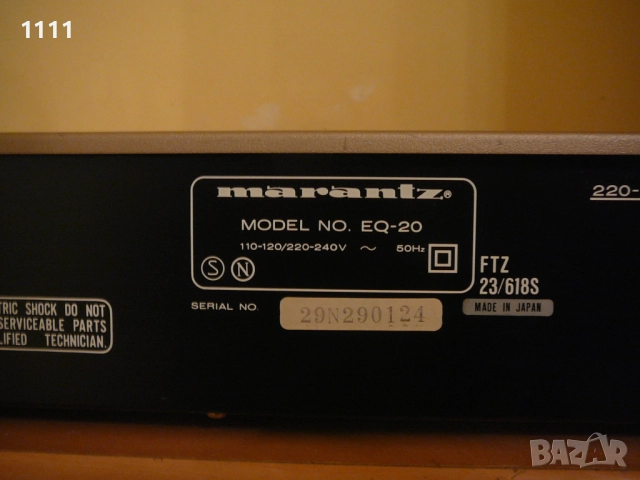 1111
marantz®
MODEL NO. EQ-20
110-120/220-240V ~ 50Hz
S N
SERIAL NO. 29N290124
FTZ
23/618S
MADE IN JAPAN
220-
TRIC SHOCK DO NOT
SERVICEABLE PARTS
LIFIED TECHNICIAN.
BAZAR